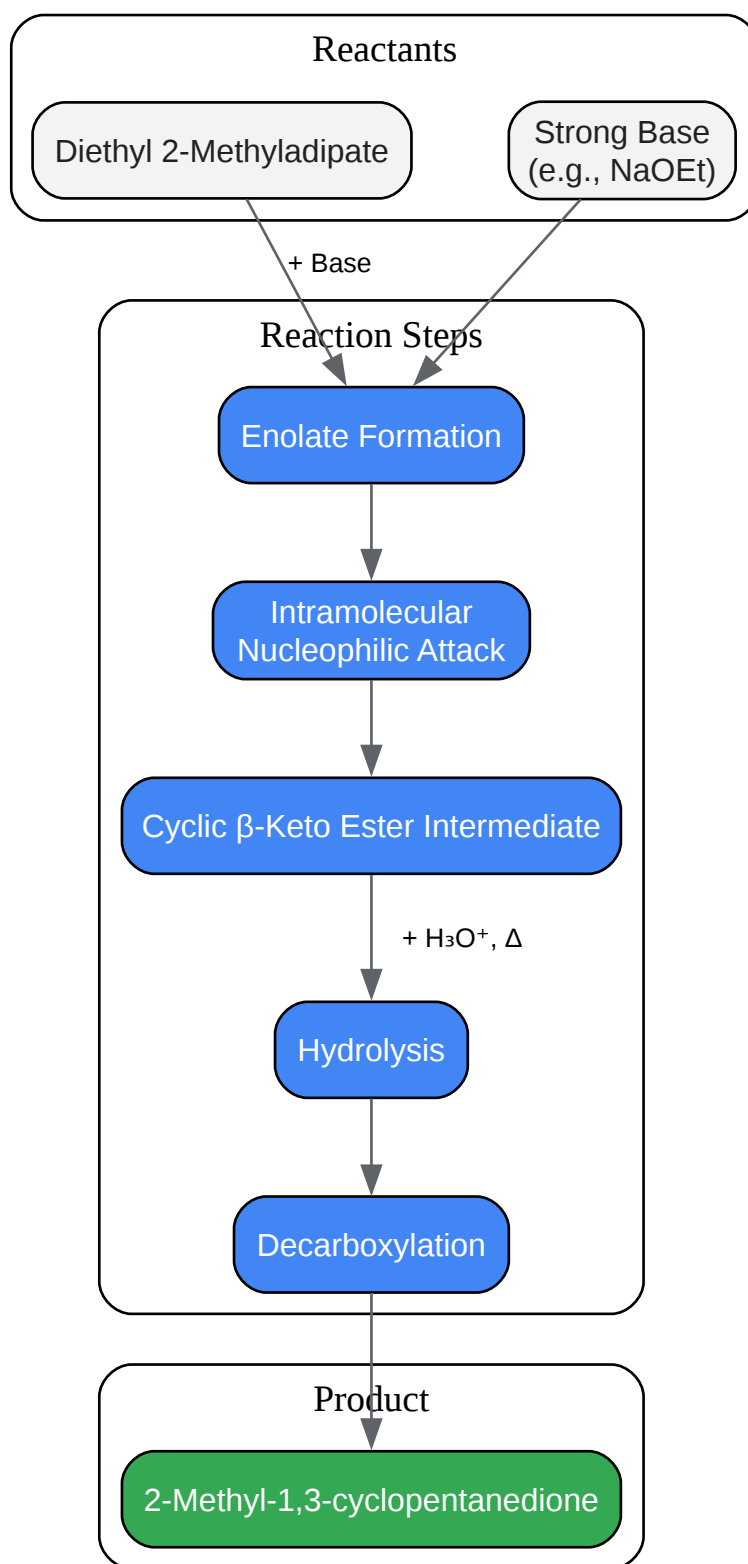 Reactants
Diethyl 2-Methyladipate
Strong Base
(e.g., NaOEt)
+ Base
Reaction Steps
Enolate Formation
Intramolecular
Nucleophilic Attack
Cyclic β-Keto Ester Intermediate
+ H₃O⁺, Δ
Hydrolysis
Decarboxylation
Product
2-Methyl-1,3-cyclopentanedione